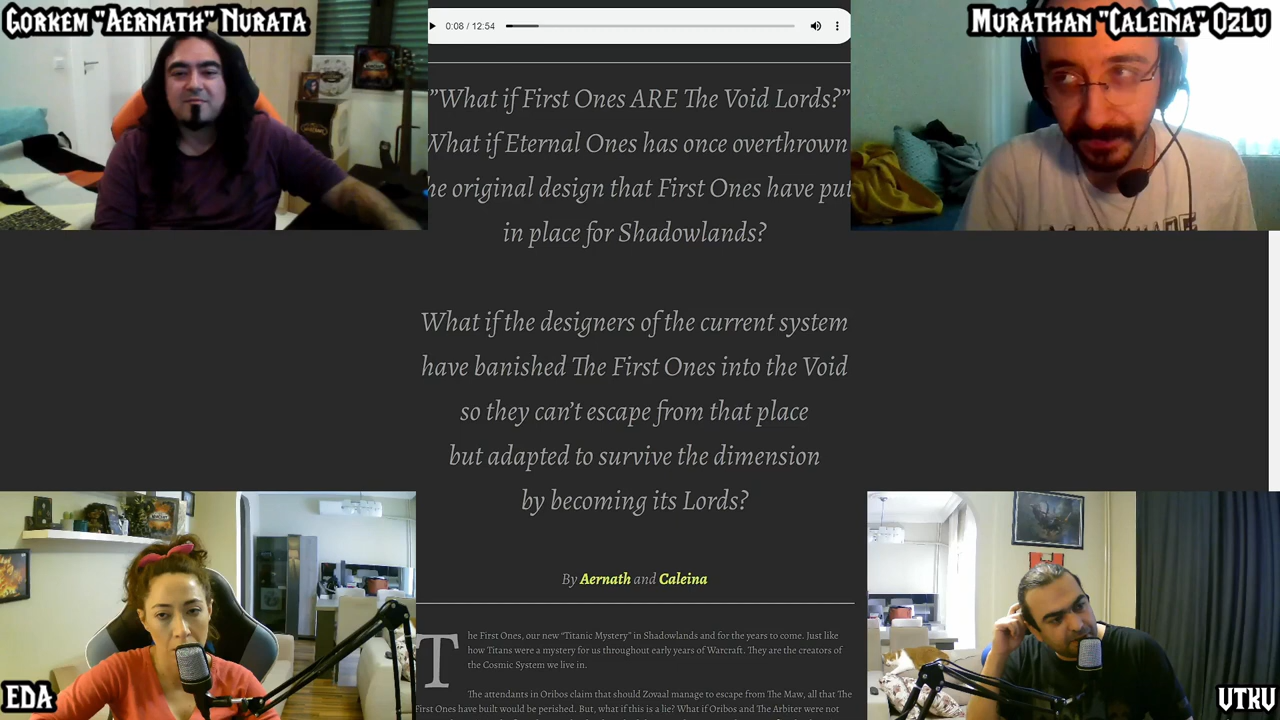 GORKEM "AERNATH" NURATA
MURATHAN "CALEINA" OZLU
0:08 / 12:54
"What if First Ones ARE The Void Lords?"
What if Eternal Ones has once overthrown
he original design that First Ones have put
in place for Shadowlands?
What if the designers of the current system
have banished The First Ones into the Void
so they can't escape from that place
but adapted to survive the dimension
by becoming its Lords?
By Aernath and Caleina
The First Ones, our new "Titanic Mystery" in Shadowlands and for the years to come. Just like
how Titans were a mystery for us throughout early years of Warcraft. They are the creators of
the Cosmic System we live in.
The attendants in Oribos claim that should Zovaal manage to escape from The Maw, all that The
First Ones have built would be perished. But, what if this is a lie? What if Oribos and The Arbiter were not
EDA
UTKU